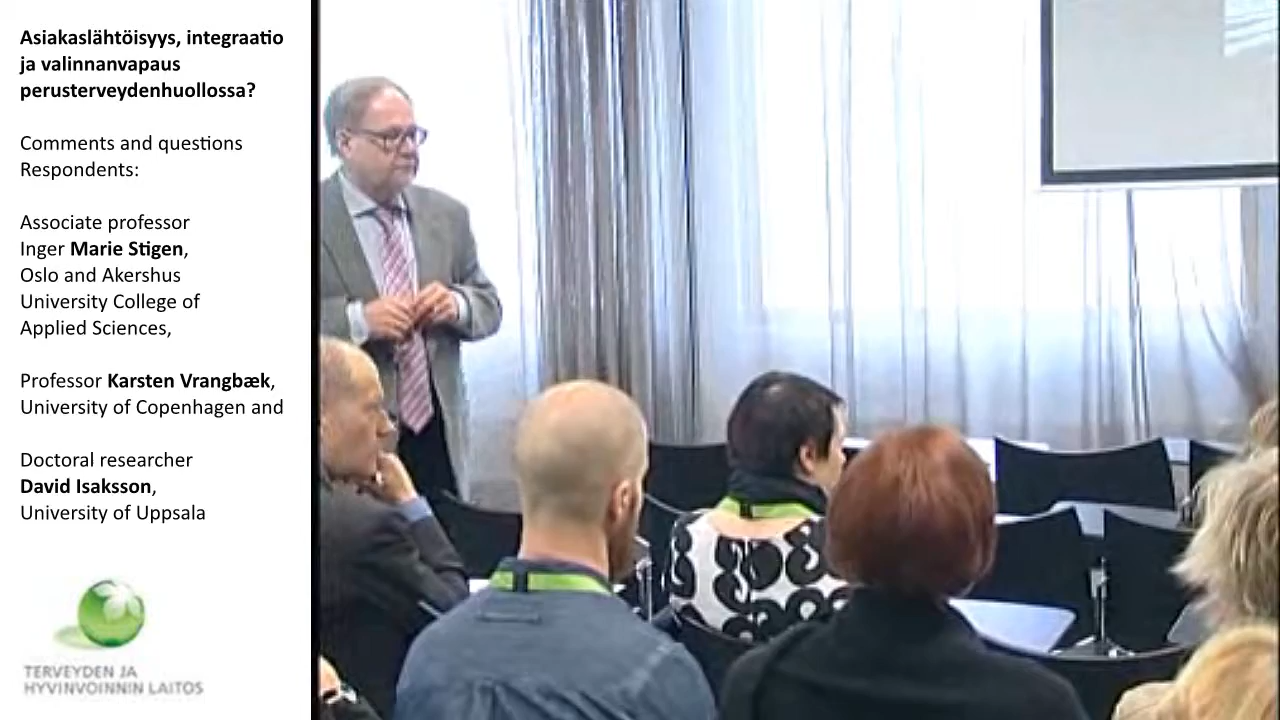 Asiakaslähtöisyys, integraatio
ja valinnanvapaus
perusterveydenhuollossa?
Comments and questions
Respondents:
Associate professor
Inger Marie Stigen,
Oslo and Akershus
University College of
Applied Sciences,
Professor Karsten Vrangbæk,
University of Copenhagen and
Doctoral researcher
David Isaksson,
University of Uppsala
TERVEYDEN JA
HYVINVOINNIN LAITOS